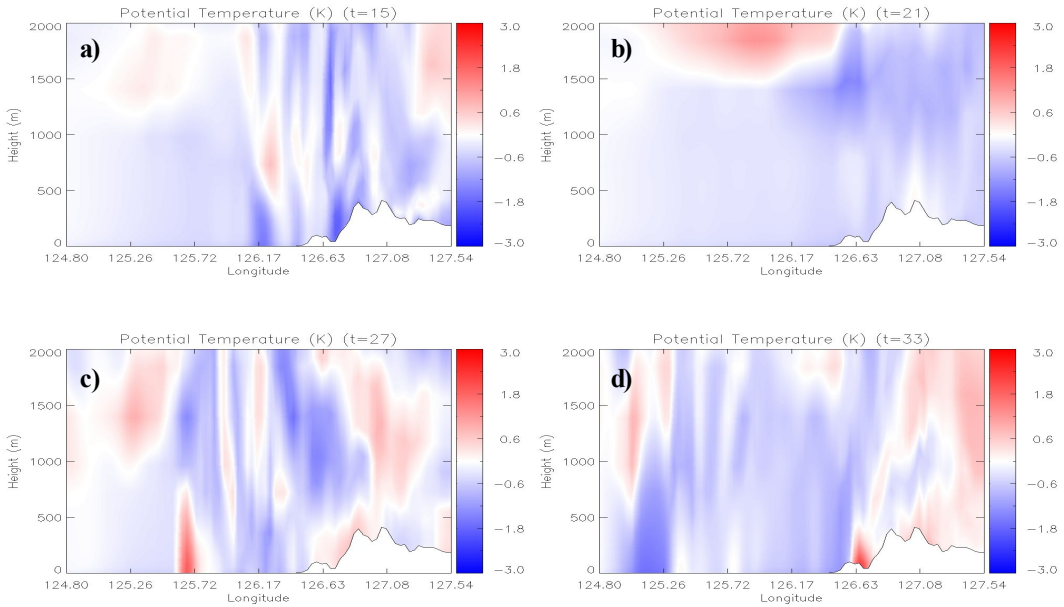 Potential Temperature (K) (t=15)
a)
Height (m)
2000
1500
1000
500
0
124.80 125.26 125.72 126.17 126.63 127.08 127.54
Longitude
3.0
1.8
0.6
−0.6
−1.8
−3.0
Potential Temperature (K) (t=21)
b)
Height (m)
2000
1500
1000
500
0
124.80 125.26 125.72 126.17 126.63 127.08 127.54
Longitude
3.0
1.8
0.6
−0.6
−1.8
−3.0
Potential Temperature (K) (t=27)
c)
Height (m)
2000
1500
1000
500
0
124.80 125.26 125.72 126.17 126.63 127.08 127.54
Longitude
3.0
1.8
0.6
−0.6
−1.8
−3.0
Potential Temperature (K) (t=33)
d)
Height (m)
2000
1500
1000
500
0
124.80 125.26 125.72 126.17 126.63 127.08 127.54
Longitude
3.0
1.8
0.6
−0.6
−1.8
−3.0